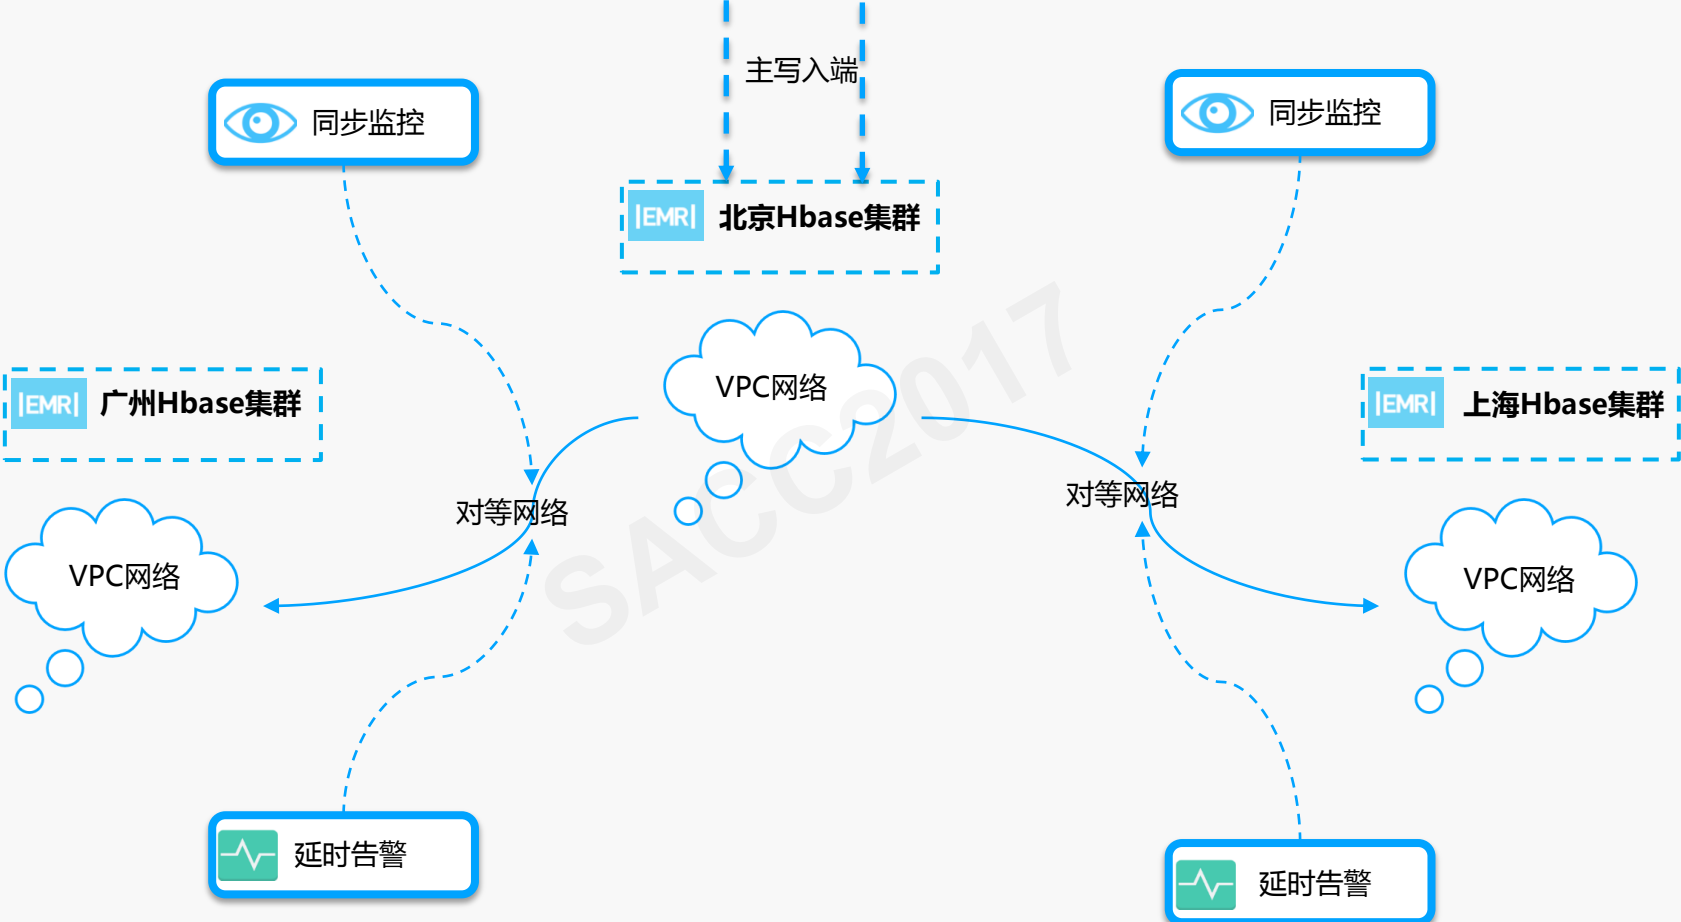 主写入端
同步监控
同步监控
|EMR| 北京Hbase集群
VPC网络
|EMR| 广州Hbase集群
|EMR| 上海Hbase集群
对等网络
对等网络
VPC网络
VPC网络
SACC2017
延时告警
延时告警